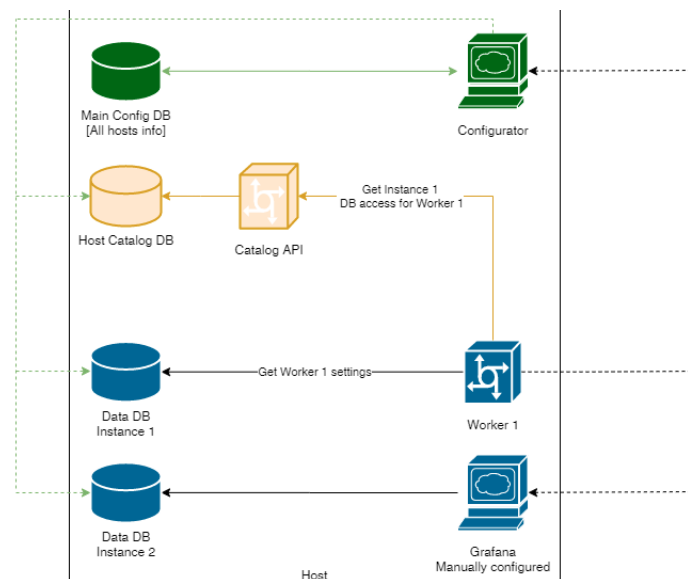 Main Config DB
[All hosts info]
Configurator
Get Instance 1
DB access for Worker 1
Host Catalog DB
Catalog API
Get Worker 1 settings
Data DB
Instance 1
Worker 1
Data DB
Instance 2
Grafana
Manually configured
Host